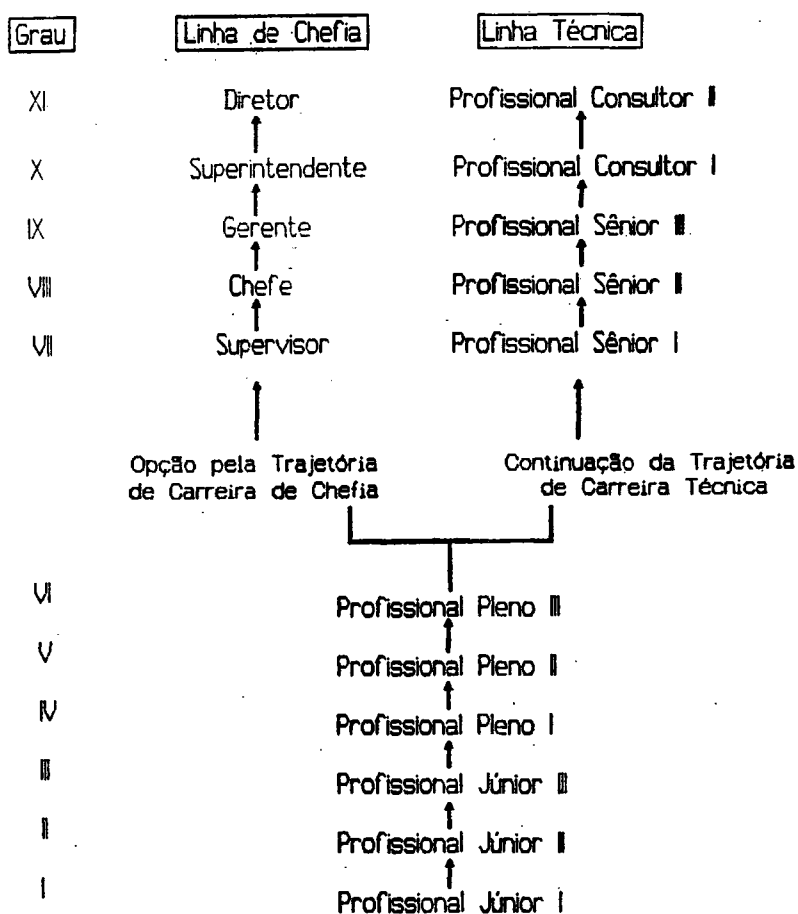 Grau Linha de Chefia Linha Técnica
XI Diretor Profissional Consultor II
X Superintendente Profissional Consultor I
IX Gerente Profissional Sênior III
VIII Chefe Profissional Sênior II
VII Supervisor Profissional Sênior I
Opção pela Trajetória Continuação da Trajetória
de Carreira de Chefia de Carreira Técnica
VI Profissional Pleno III
V Profissional Pleno II
IV Profissional Pleno I
III Profissional Júnior III
II Profissional Júnior II
I Profissional Júnior I